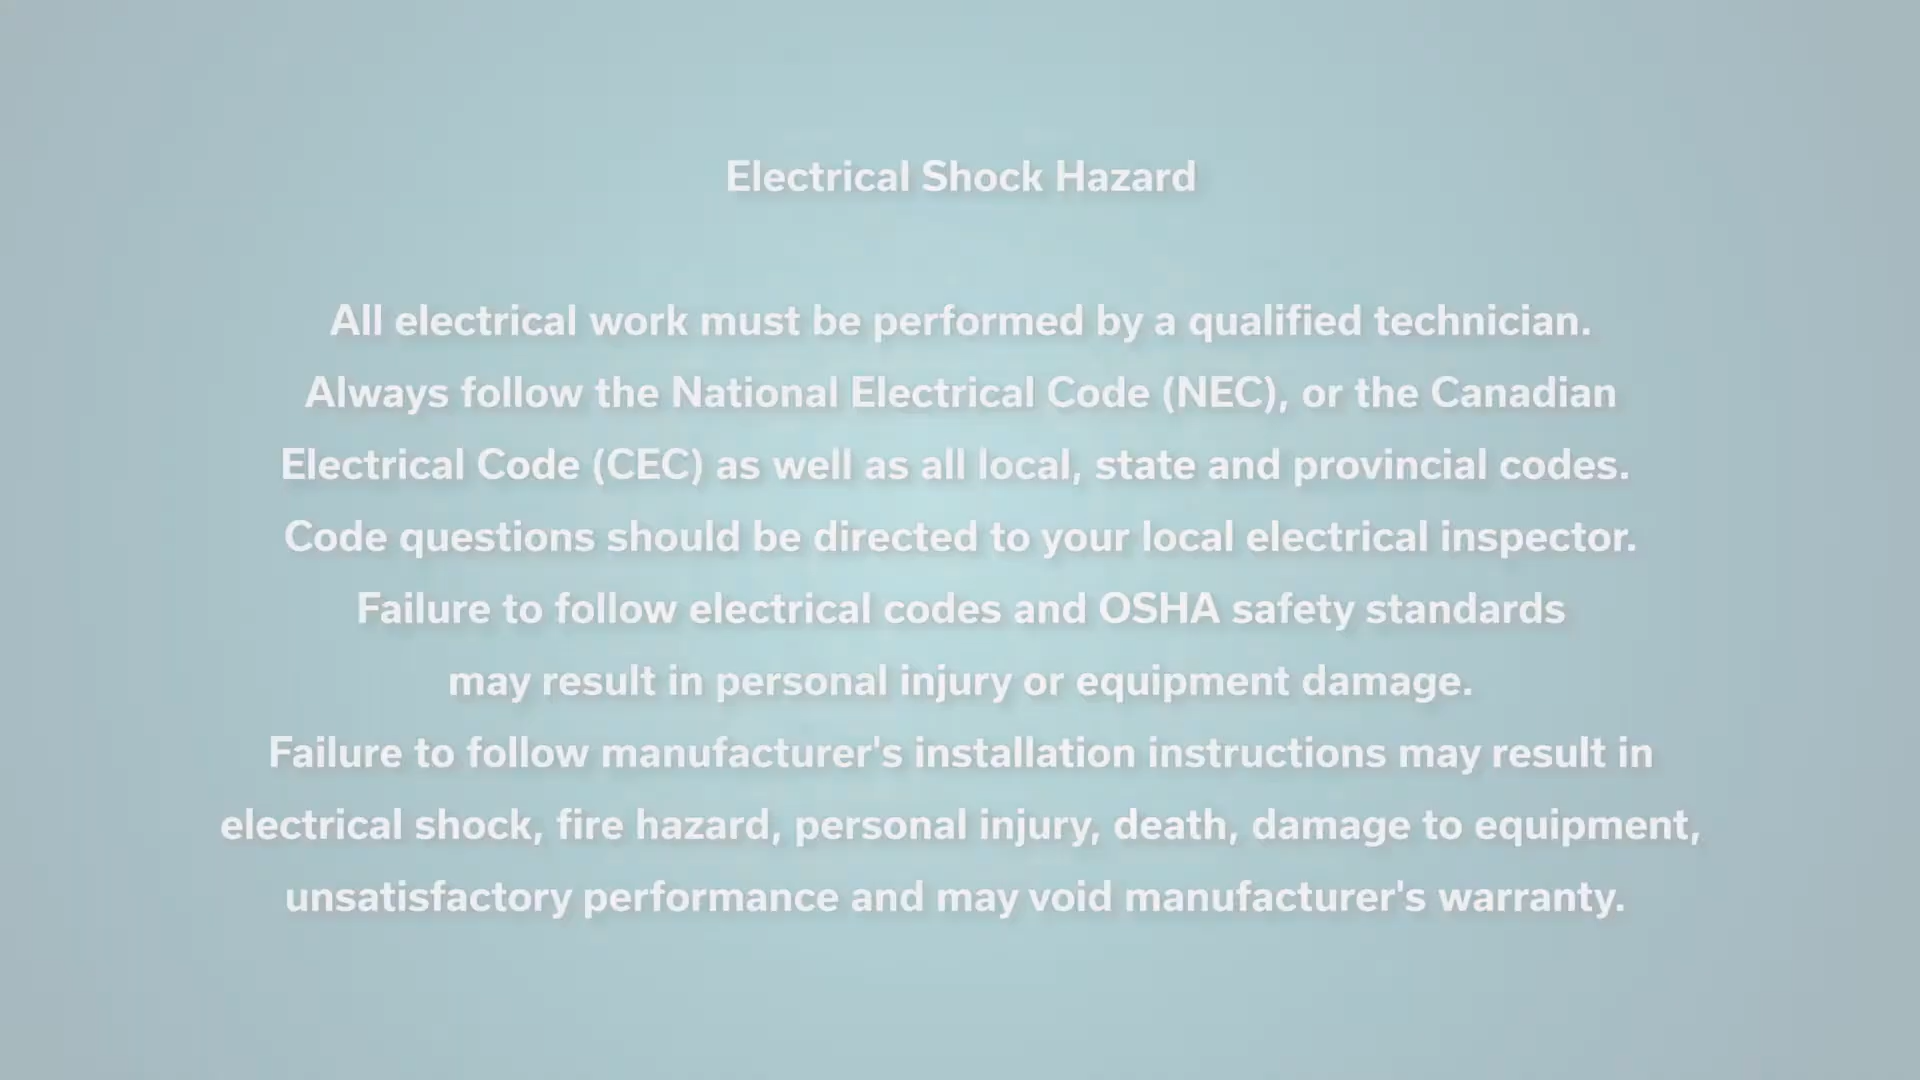 Electrical Shock Hazard
All electrical work must be performed by a qualified technician.
Always follow the National Electrical Code (NEC), or the Canadian
Electrical Code (CEC) as well as all local, state and provincial codes.
Code questions should be directed to your local electrical inspector.
Failure to follow electrical codes and OSHA safety standards
may result in personal injury or equipment damage.
Failure to follow manufacturer's installation instructions may result in
electrical shock, fire hazard, personal injury, death, damage to equipment,
unsatisfactory performance and may void manufacturer's warranty.